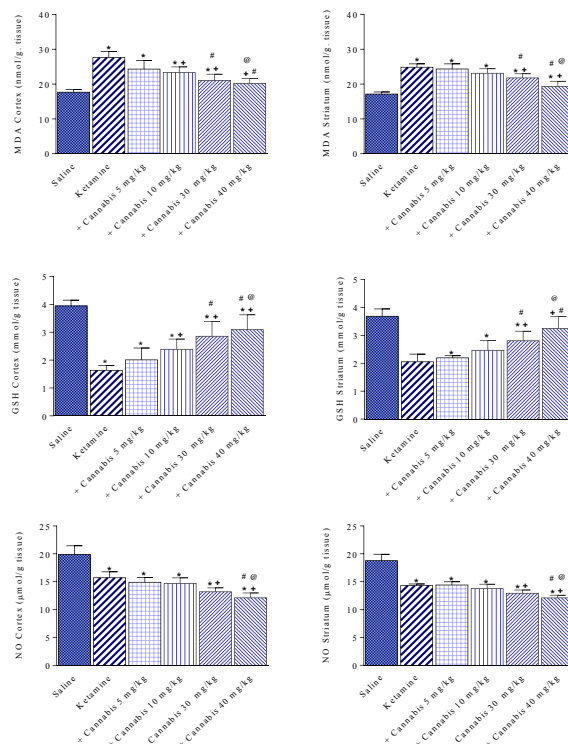 MDA Cortex (nmol/g. tissue)
40
30
20
10
0
*
*
* +
#
* +
@
+ #
Saline
Ketamine
+ Cannabis 5 mg/kg
+ Cannabis 10 mg/kg
+ Cannabis 30 mg/kg
+ Cannabis 40 mg/kg
MDA Striatum (nmol/g. tissue)
40
30
20
10
0
*
*
*
#
* +
# @
* +
Saline
Ketamine
+ Cannabis 5 mg/kg
+ Cannabis 10 mg/kg
+ Cannabis 30 mg/kg
+ Cannabis 40 mg/kg
GSH Cortex (mmol/g tissue)
5
4
3
2
1
0
*
*
* +
#
* +
# @
* +
Saline
Ketamine
+ Cannabis 5 mg/kg
+ Cannabis 10 mg/kg
+ Cannabis 30 mg/kg
+ Cannabis 40 mg/kg
GSH Striatum (mmol/g tissue)
5
4
3
2
1
0
*
*
* +
#
* +
@
+ #
Saline
Ketamine
+ Cannabis 5 mg/kg
+ Cannabis 10 mg/kg
+ Cannabis 30 mg/kg
+ Cannabis 40 mg/kg
NO Cortex (μmol/g tissue)
25
20
15
10
5
0
*
*
*
* +
# @
* +
Saline
Ketamine
+ Cannabis 5 mg/kg
+ Cannabis 10 mg/kg
Cannabis 30 mg/kg
Cannabis 40 mg/kg
NO Striatum (μmol/g tissue)
25
20
15
10
5
0
*
*
*
* +
# @
* +
Saline
Ketamine
+ Cannabis 5 mg/kg
+ Cannabis 10 mg/kg
Cannabis 30 mg/kg
Cannabis 40 mg/kg